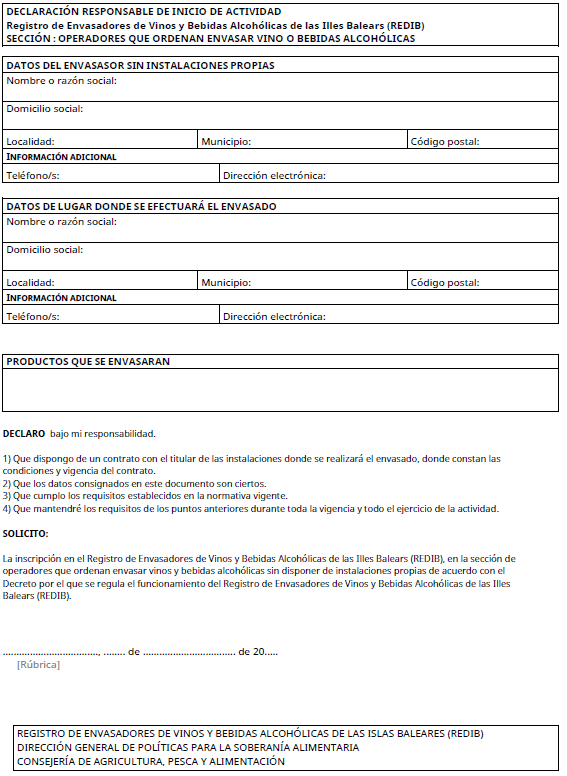 DECLARACIÓN RESPONSABLE DE INICIO DE ACTIVIDAD
Registro de Envasadores de Vinos y Bebidas Alcohólicas de las Illes Balears (REDIB)
SECCIÓN : OPERADORES QUE ORDENAN ENVASAR VINO O BEBIDAS ALCOHÓLICAS
DATOS DEL ENVASASOR SIN INSTALACIONES PROPIAS
Nombre o razón social:
Domicilio social:
Localidad: Municipio: Código postal:
INFORMACIÓN ADICIONAL
Teléfono/s: Dirección electrónica:
DATOS DE LUGAR DONDE SE EFECTUARÁ EL ENVASADO
Nombre o razón social:
Domicilio social:
Localidad: Municipio: Código postal:
INFORMACIÓN ADICIONAL
Teléfono/s: Dirección electrónica:
PRODUCTOS QUE SE ENVASARAN
DECLARO bajo mi responsabilidad.
1) Que dispongo de un contrato con el titular de las instalaciones donde se realizará el envasado, donde constan las
condiciones y vigencia del contrato.
2) Que los datos consignados en este documento son ciertos.
3) Que cumplo los requisitos establecidos en la normativa vigente.
4) Que mantendré los requisitos de los puntos anteriores durante toda la vigencia y todo el ejercicio de la actividad.
SOLICITO:
La inscripción en el Registro de Envasadores de Vinos y Bebidas Alcohólicas de las Illes Balears (REDIB), en la sección de
operadores que ordenan envasar vinos y bebidas alcohólicas sin disponer de instalaciones propias de acuerdo con el
Decreto por el que se regula el funcionamiento del Registro de Envasadores de Vinos y Bebidas Alcohólicas de las Illes
Balears (REDIB).
.................................., ........ de ................................. de 20.....
[Rúbrica]
REGISTRO DE ENVASADORES DE VINOS Y BEBIDAS ALCOHÓLICAS DE LAS ISLAS BALEARES (REDIB)
DIRECCIÓN GENERAL DE POLÍTICAS PARA LA SOBERANÍA ALIMENTARIA
CONSEJERÍA DE AGRICULTURA, PESCA Y ALIMENTACIÓN